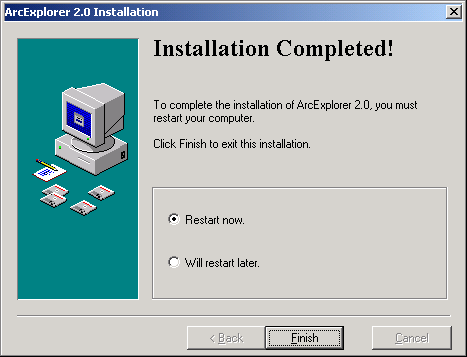 ArcExplorer 2.0 Installation
Installation Completed!
To complete the installation of ArcExplorer 2.0, you must
restart your computer.
Click Finish to exit this installation.
Restart now.
Will restart later.
< Back
Finish
Cancel